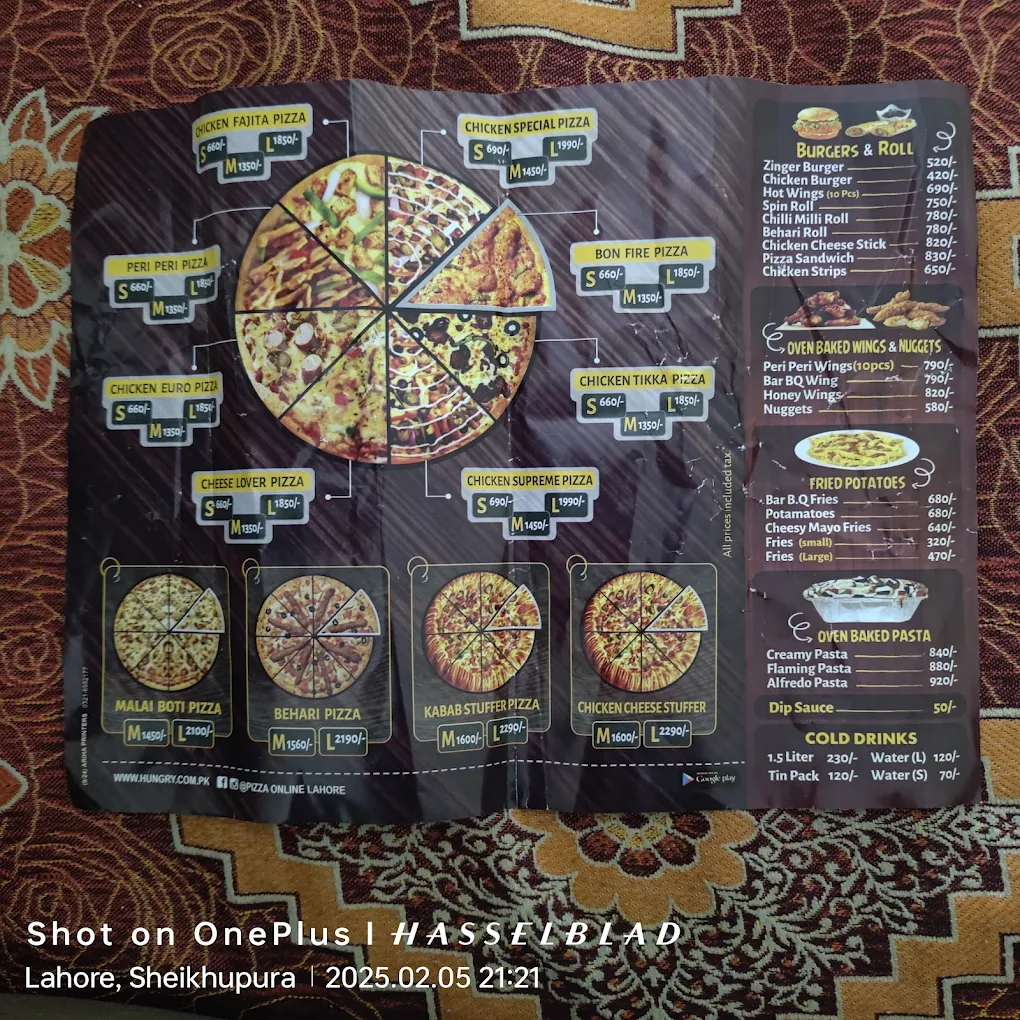 CHICKEN FAJITA PIZZA
S 660/- L 1850/-
M 1350/-
CHICKEN SPECIAL PIZZA
S 690/- L 1990/-
M 1450/-
PERI PERI PIZZA
S 660/- L 1850/-
M 1350/-
BON FIRE PIZZA
S 660/- L 1850/-
M 1350/-
CHICKEN EURO PIZZA
S 660/- L 1850/-
M 1350/-
CHICKEN TIKKA PIZZA
S 660/- L 1850/-
M 1350/-
CHEESE LOVER PIZZA
S 660/- L 1850/-
M 1350/-
CHICKEN SUPREME PIZZA
S 690/- L 1990/-
M 1450/-
All prices included tax.
MALAI BOTI PIZZA
M 1450/- L 2100/-
BEHARI PIZZA
M 1560/- L 2190/-
KABAB STUFFER PIZZA
M 1600/- L 2290/-
CHICKEN CHEESE STUFFER
M 1600/- L 2290/-
WWW.HUNGRY.COM.PK @PIZZA ONLINE LAHORE
Google play
BURGERS & ROLL
Zinger Burger 520/-
Chicken Burger 420/-
Hot Wings (10 Pcs) 690/-
Spin Roll 750/-
Chilli Milli Roll 780/-
Behari Roll 780/-
Chicken Cheese Stick 820/-
Pizza Sandwich 830/-
Chicken Strips 650/-
OVEN BAKED WINGS & NUGGETS
Peri Peri Wings(10pcs) 790/-
Bar BQ Wing 790/-
Honey Wings 820/-
Nuggets 580/-
FRIED POTATOES
Bar B.Q Fries 680/-
Potamatoes 680/-
Cheesy Mayo Fries 640/-
Fries (small) 320/-
Fries (Large) 470/-
OVEN BAKED PASTA
Creamy Pasta 840/-
Flaming Pasta 880/-
Alfredo Pasta 920/-
Dip Sauce 50/-
COLD DRINKS
1.5 Liter 230/- Water (L) 120/-
Tin Pack 120/- Water (S) 70/-
Shot on OnePlus | HASSELBLAD
Lahore, Sheikhupura | 2025.02.05 21:21